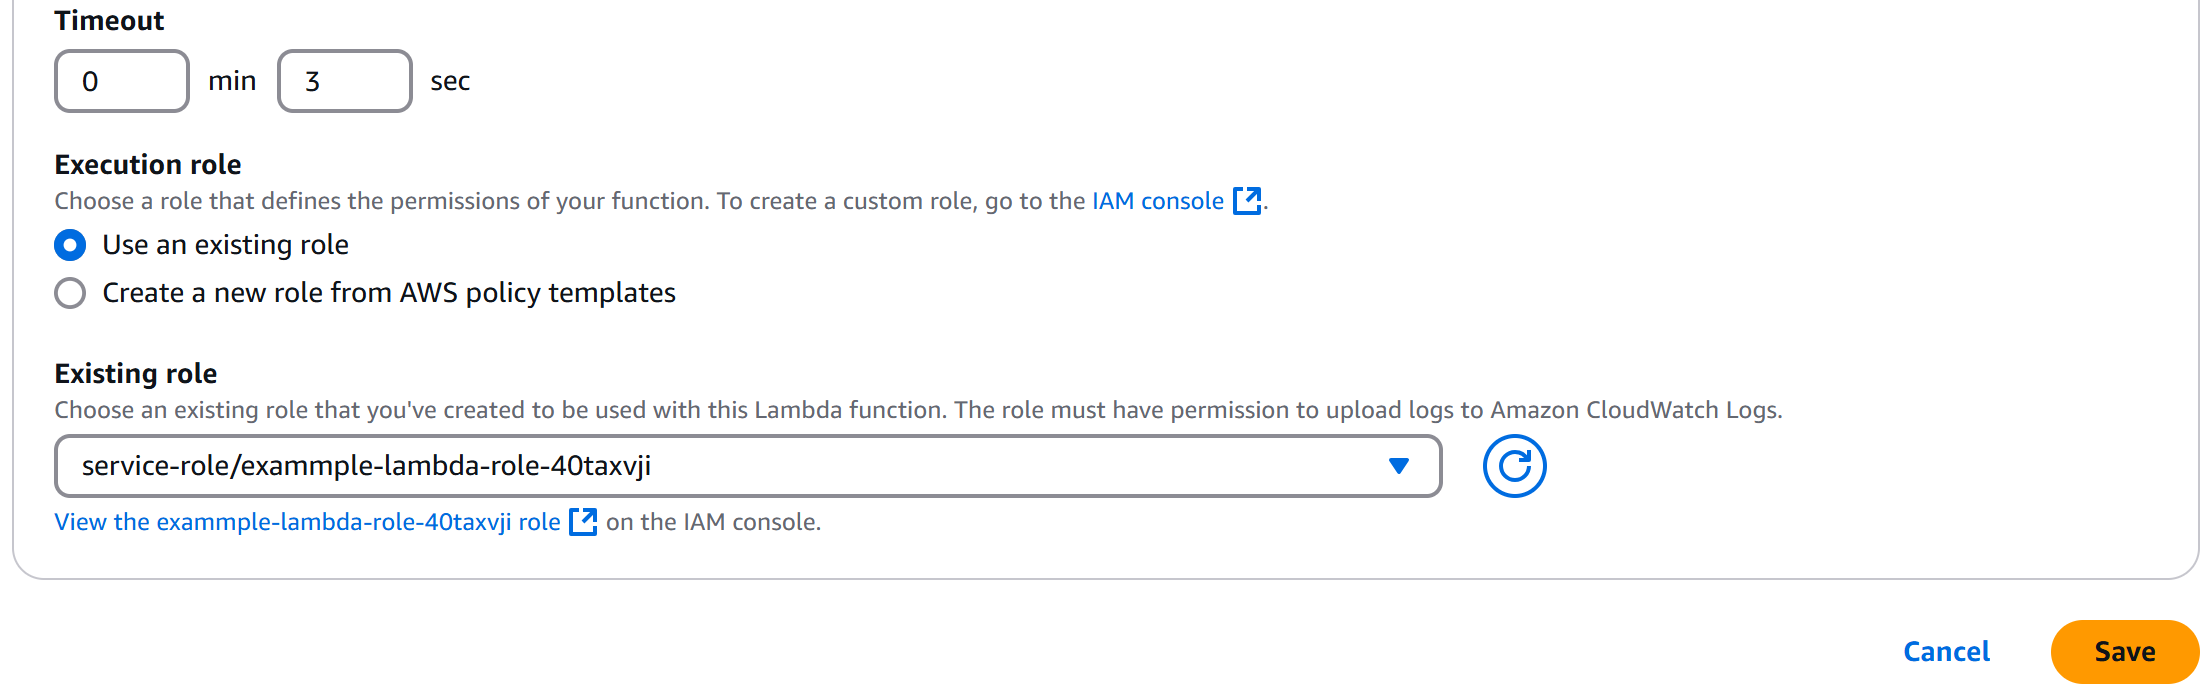 Timeout
0 min 3 sec
Execution role
Choose a role that defines the permissions of your function. To create a custom role, go to the IAM console.
Use an existing role
Create a new role from AWS policy templates
Existing role
Choose an existing role that you've created to be used with this Lambda function. The role must have permission to upload logs to Amazon CloudWatch Logs.
service-role/exammple-lambda-role-40taxvji
View the exammple-lambda-role-40taxvji role on the IAM console.
Cancel Save